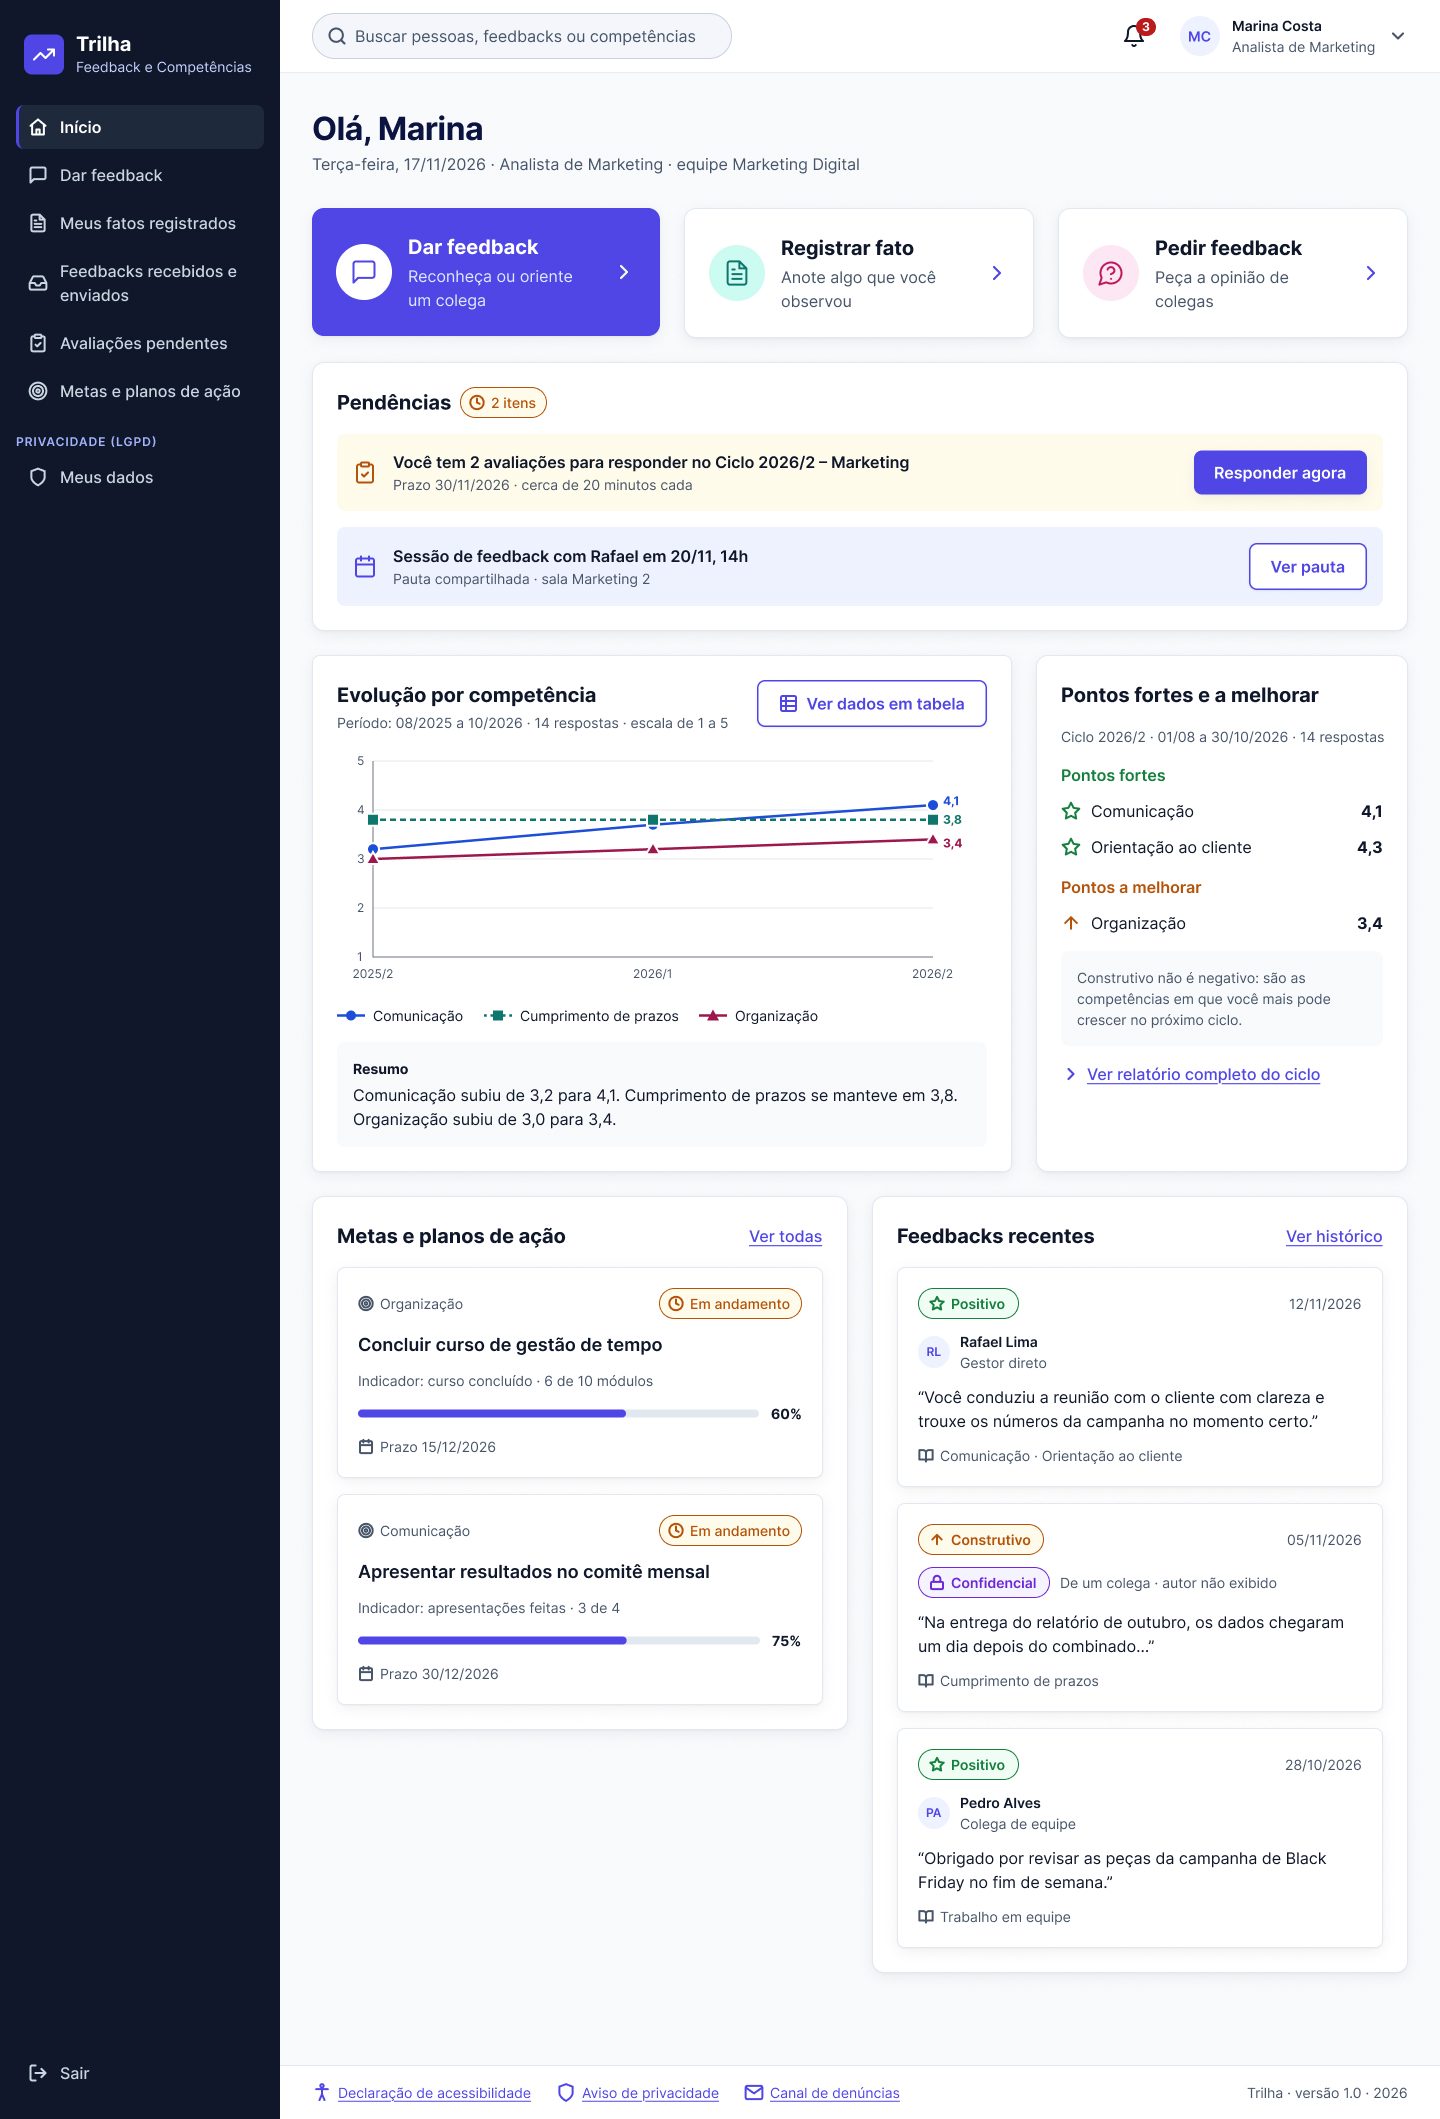 Trilha
Feedback e Competências
Início
Dar feedback
Meus fatos registrados
Feedbacks recebidos e
enviados
Avaliações pendentes
Metas e planos de ação
PRIVACIDADE (LGPD)
Meus dados
Sair
Buscar pessoas, feedbacks ou competências
3
MC
Marina Costa
Analista de Marketing
Olá, Marina
Terça-feira, 17/11/2026 · Analista de Marketing · equipe Marketing Digital
Dar feedback
Reconheça ou oriente
um colega
Registrar fato
Anote algo que você
observou
Pedir feedback
Peça a opinião de
colegas
Pendências
2 itens
Você tem 2 avaliações para responder no Ciclo 2026/2 – Marketing
Prazo 30/11/2026 · cerca de 20 minutos cada
Responder agora
Sessão de feedback com Rafael em 20/11, 14h
Pauta compartilhada · sala Marketing 2
Ver pauta
Evolução por competência
Período: 08/2025 a 10/2026 · 14 respostas · escala de 1 a 5
Ver dados em tabela
5
4
3
2
1
4,1
3,8
3,4
2025/2
2026/1
2026/2
Comunicação
Cumprimento de prazos
Organização
Resumo
Comunicação subiu de 3,2 para 4,1. Cumprimento de prazos se manteve em 3,8.
Organização subiu de 3,0 para 3,4.
Pontos fortes e a melhorar
Ciclo 2026/2 · 01/08 a 30/10/2026 · 14 respostas
Pontos fortes
Comunicação 4,1
Orientação ao cliente 4,3
Pontos a melhorar
Organização 3,4
Construtivo não é negativo: são as
competências em que você mais pode
crescer no próximo ciclo.
Ver relatório completo do ciclo
Metas e planos de ação
Ver todas
Organização
Em andamento
Concluir curso de gestão de tempo
Indicador: curso concluído · 6 de 10 módulos
60%
Prazo 15/12/2026
Comunicação
Em andamento
Apresentar resultados no comitê mensal
Indicador: apresentações feitas · 3 de 4
75%
Prazo 30/12/2026
Feedbacks recentes
Ver histórico
Positivo
12/11/2026
RL
Rafael Lima
Gestor direto
“Você conduziu a reunião com o cliente com clareza e
trouxe os números da campanha no momento certo.”
Comunicação · Orientação ao cliente
Construtivo
05/11/2026
Confidencial
De um colega · autor não exibido
“Na entrega do relatório de outubro, os dados chegaram
um dia depois do combinado...”
Cumprimento de prazos
Positivo
28/10/2026
PA
Pedro Alves
Colega de equipe
“Obrigado por revisar as peças da campanha de Black
Friday no fim de semana.”
Trabalho em equipe
Declaração de acessibilidade
Aviso de privacidade
Canal de denúncias
Trilha · versão 1.0 · 2026